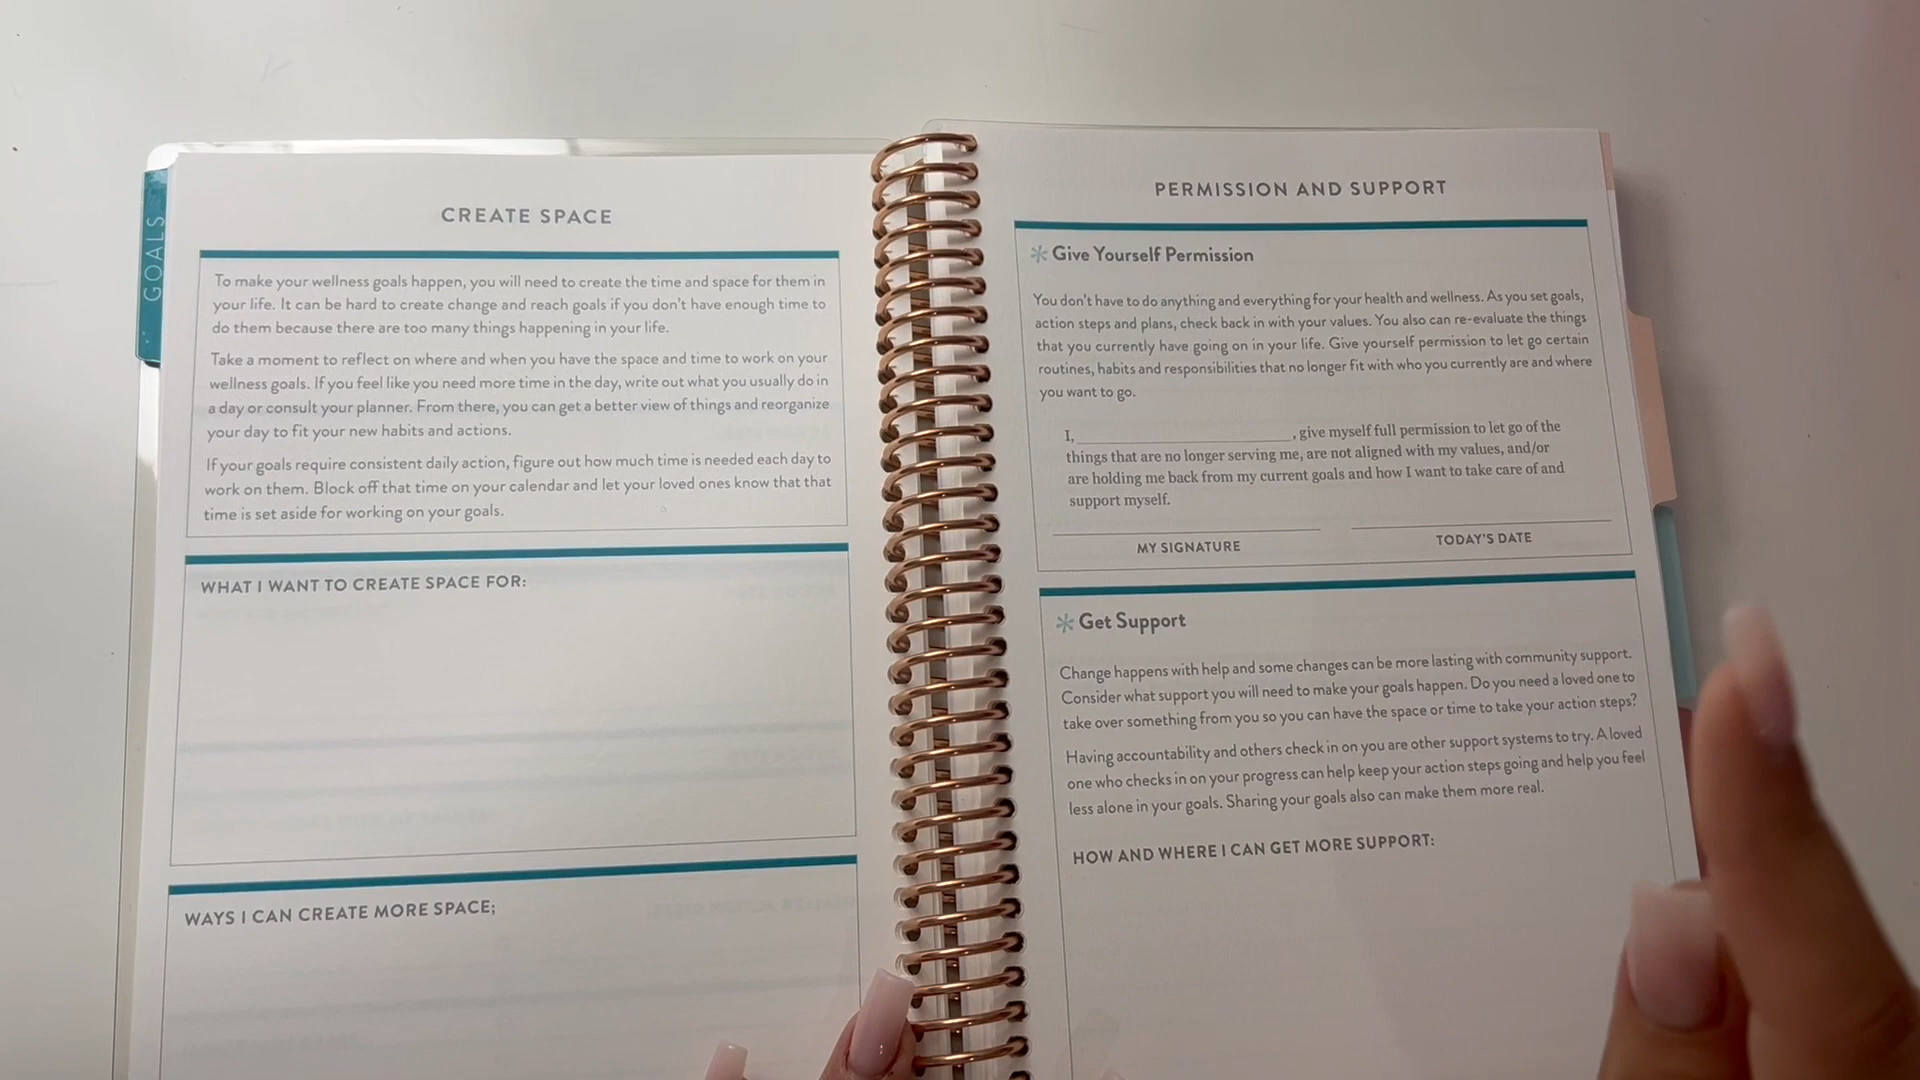 GOALS
CREATE SPACE
To make your wellness goals happen, you will need to create the time and space for them in
your life. It can be hard to create change and reach goals if you don't have enough time to
do them because there are too many things happening in your life.
Take a moment to reflect on where and when you have the space and time to work on your
wellness goals. If you feel like you need more time in the day, write out what you usually do in
a day or consult your planner. From there, you can get a better view of things and reorganize
your day to fit your new habits and actions.
If your goals require consistent daily action, figure out how much time is needed each day to
work on them. Block off that time on your calendar and let your loved ones know that that
time is set aside for working on your goals.
WHAT I WANT TO CREATE SPACE FOR:
WAYS I CAN CREATE MORE SPACE;
PERMISSION AND SUPPORT
Give Yourself Permission
You don't have to do anything and everything for your health and wellness. As you set goals,
action steps and plans, check back in with your values. You also can re-evaluate the things
that you currently have going on in your life. Give yourself permission to let go certain
routines, habits and responsibilities that no longer fit with who you currently are and where
you want to go.
I, ______________________, give myself full permission to let go of the
things that are no longer serving me, are not aligned with my values, and/or
are holding me back from my current goals and how I want to take care of and
support myself.
MY SIGNATURE
TODAY'S DATE
Get Support
Change happens with help and some changes can be more lasting with community support.
Consider what support you will need to make your goals happen. Do you need a loved one to
take over something from you so you can have the space or time to take your action steps?
Having accountability and others check in on you are other support systems to try. A loved
one who checks in on your progress can help keep your action steps going and help you feel
less alone in your goals. Sharing your goals also can make them more real.
HOW AND WHERE I CAN GET MORE SUPPORT: